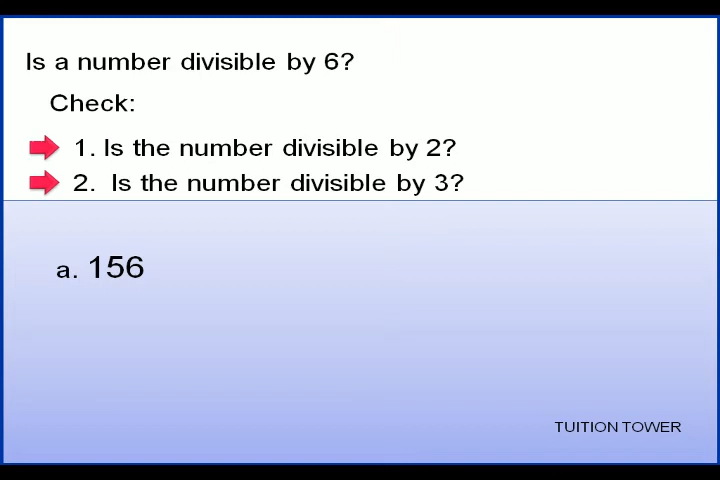 Is a number divisible by 6?
Check:
1. Is the number divisible by 2?
2. Is the number divisible by 3?
a. 156
TUITION TOWER